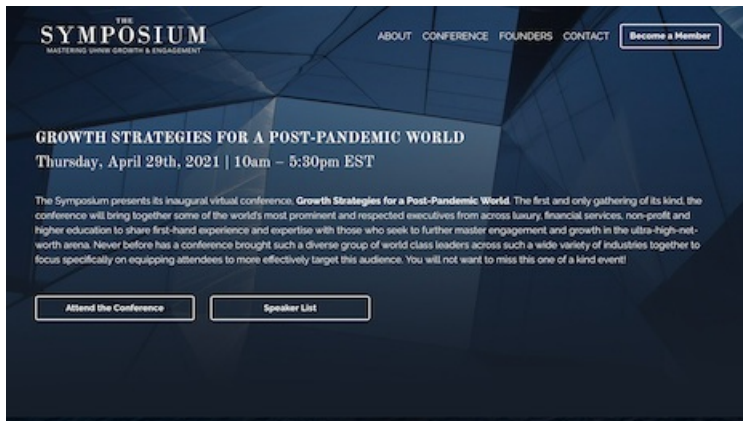 THE
SYMPOSIUM
MASTERING UHNW GROWTH & ENGAGEMENT
ABOUT CONFERENCE FOUNDERS CONTACT Become a Member
GROWTH STRATEGIES FOR A POST-PANDEMIC WORLD
Thursday, April 29th, 2021 | 10am – 5:30pm EST
The Symposium presents its inaugural virtual conference, Growth Strategies for a Post-Pandemic World. The first and only gathering of its kind, the
conference will bring together some of the world's most prominent and respected executives from across luxury, financial services, non-profit and
higher education to share first-hand experience and expertise with those who seek to further master engagement and growth in the ultra-high-net-
worth arena. Never before has a conference brought such a diverse group of world class leaders across such a wide variety of industries together to
focus specifically on equipping attendees to more effectively target this audience. You will not want to miss this one of a kind event!
Attend the Conference Speaker List